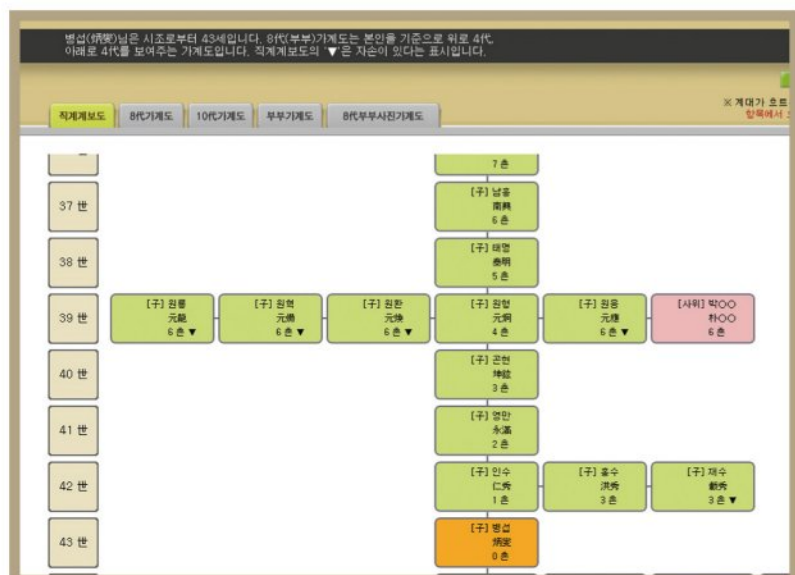 병섭(炳燮)님은 시조로부터 43세입니다. 8代(부부)가계도는 본인을 기준으로 위로 4代,
아래로 4代를 보여주는 가계도입니다. 직계계보도의 '▼'은 자손이 있다는 표시입니다.
※ 계대가 흐트
항목에서
직계계보도 8代가계도 10代가계도 부부가계도 8代부부사진가계도
7촌
37 世
[子] 남흥
南興
6촌
38 世
[子] 태명
泰明
5촌
39 世
[子] 원룡
元龍
6촌 ▼
[子] 원혁
6촌 ▼
[子] 원환
元煥
6촌 ▼
[子] 원형
元炯
4촌
[子] 원응
元應
6촌 ▼
[사위] 박○○
朴○○
6촌
40 世
[子] 곤현
3촌
41 世
[子] 영만
永滿
2촌
42 世
[子] 인수
仁秀
1촌
[子] 홍수
洪秀
3촌
[子] 재수
3촌 ▼
43 世
[子] 병섭
炳燮
0촌